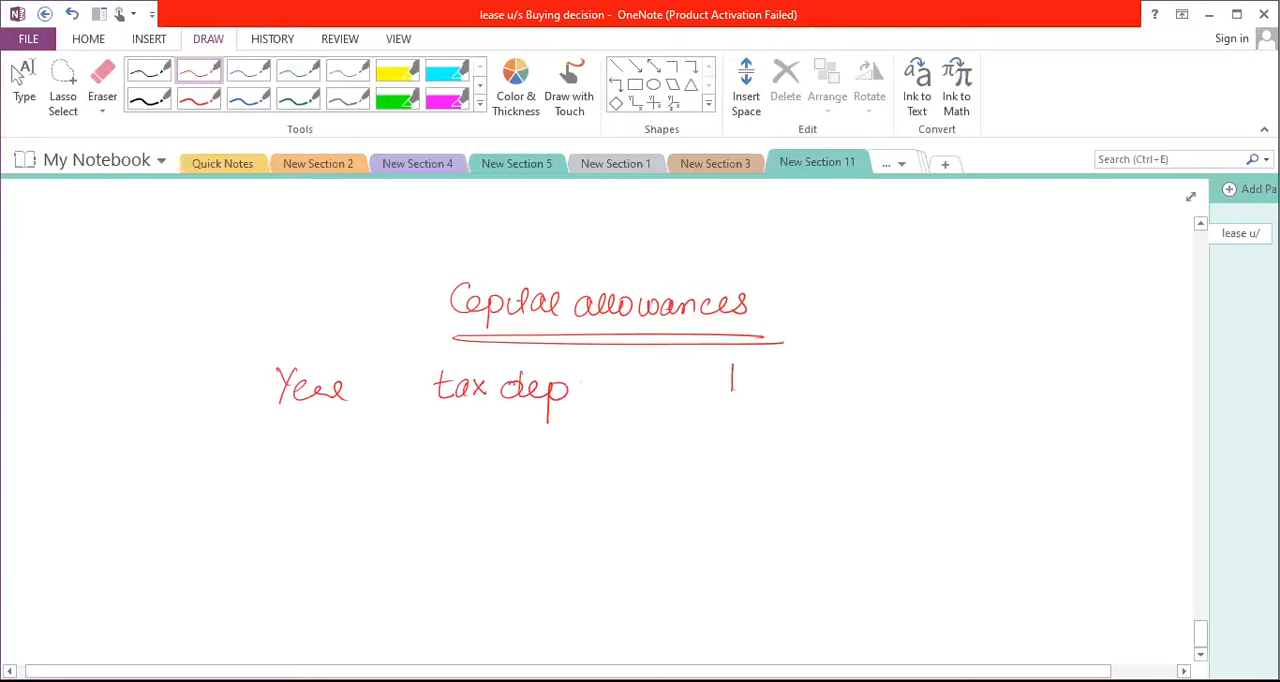 lease u/s Buying decision - OneNote (Product Activation Failed)
?
FILE HOME INSERT DRAW HISTORY REVIEW VIEW
Sign in
Type
Lasso Select
Eraser
Color & Thickness
Draw with Touch
Insert Space
Delete
Arrange
Rotate
Ink to Text
Ink to Math
Tools
Shapes
Edit
Convert
My Notebook
Quick Notes
New Section 2
New Section 4
New Section 5
New Section 1
New Section 3
New Section 11
...
Search (Ctrl+E)
Add Pa
lease u/
Capital allowances
Year tax dep